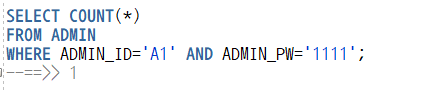 SELECT COUNT(*)
FROM ADMIN
WHERE ADMIN_ID='A1' AND ADMIN_PW='1111';
--==>> 1